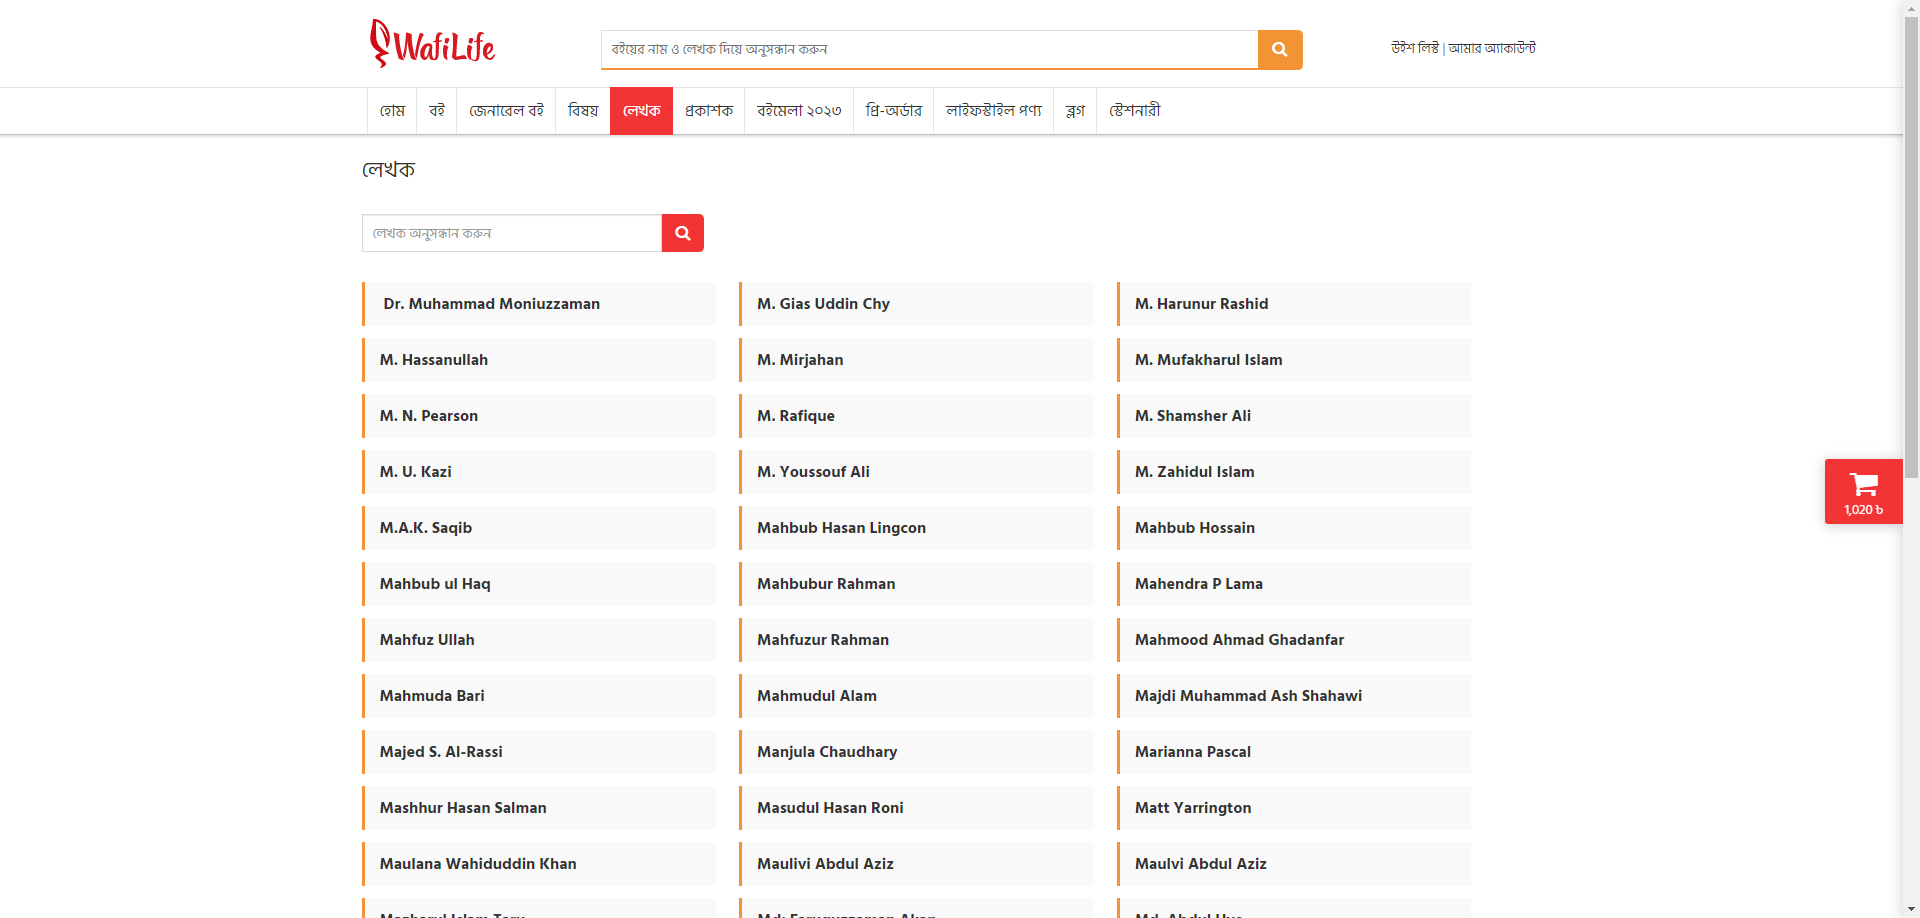 WafiLife
বইয়ের নাম ও লেখক দিয়ে অনুসন্ধান করুন
উইশ লিস্ট | আমার অ্যাকাউন্ট
হোম বই জেনারেল বই বিষয় লেখক প্রকাশক বইমেলা ২০২৩ প্রি-অর্ডার লাইফস্টাইল পণ্য ব্লগ স্টেশনারী
লেখক
লেখক অনুসন্ধান করুন
Dr. Muhammad Moniuzzaman M. Gias Uddin Chy M. Harunur Rashid
M. Hassanullah M. Mirjahan M. Mufakharul Islam
M. N. Pearson M. Rafique M. Shamsher Ali
M. U. Kazi M. Youssouf Ali M. Zahidul Islam
1,020 ৳
M.A.K. Saqib Mahbub Hasan Lingcon Mahbub Hossain
Mahbub ul Haq Mahbubur Rahman Mahendra P Lama
Mahfuz Ullah Mahfuzur Rahman Mahmood Ahmad Ghadanfar
Mahmuda Bari Mahmudul Alam Majdi Muhammad Ash Shahawi
Majed S. Al-Rassi Manjula Chaudhary Marianna Pascal
Mashhur Hasan Salman Masudul Hasan Roni Matt Yarrington
Maulana Wahiduddin Khan Maulivi Abdul Aziz Maulvi Abdul Aziz